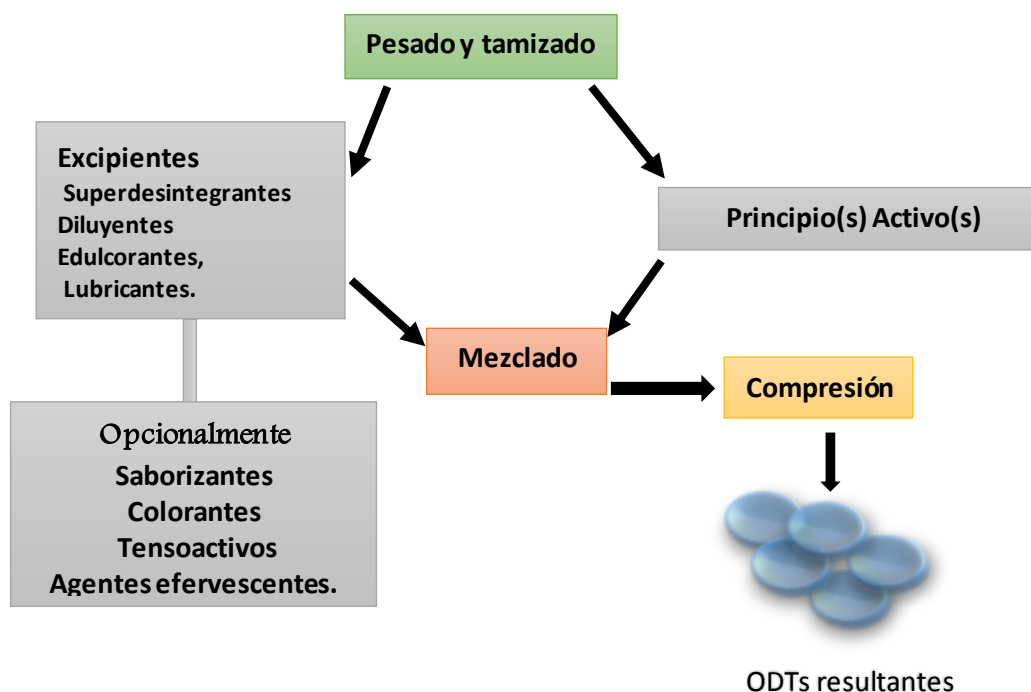 Pesado y tamizado
Excipientes
Superdesintegrantes
Diluyentes
Edulcorantes,
Lubricantes.
Principio(s) Activo(s)
Mezclado
Compresión
Opcionalmente
Saborizantes
Colorantes
Tensoactivos
Agentes efervescentes.
ODTs resultantes